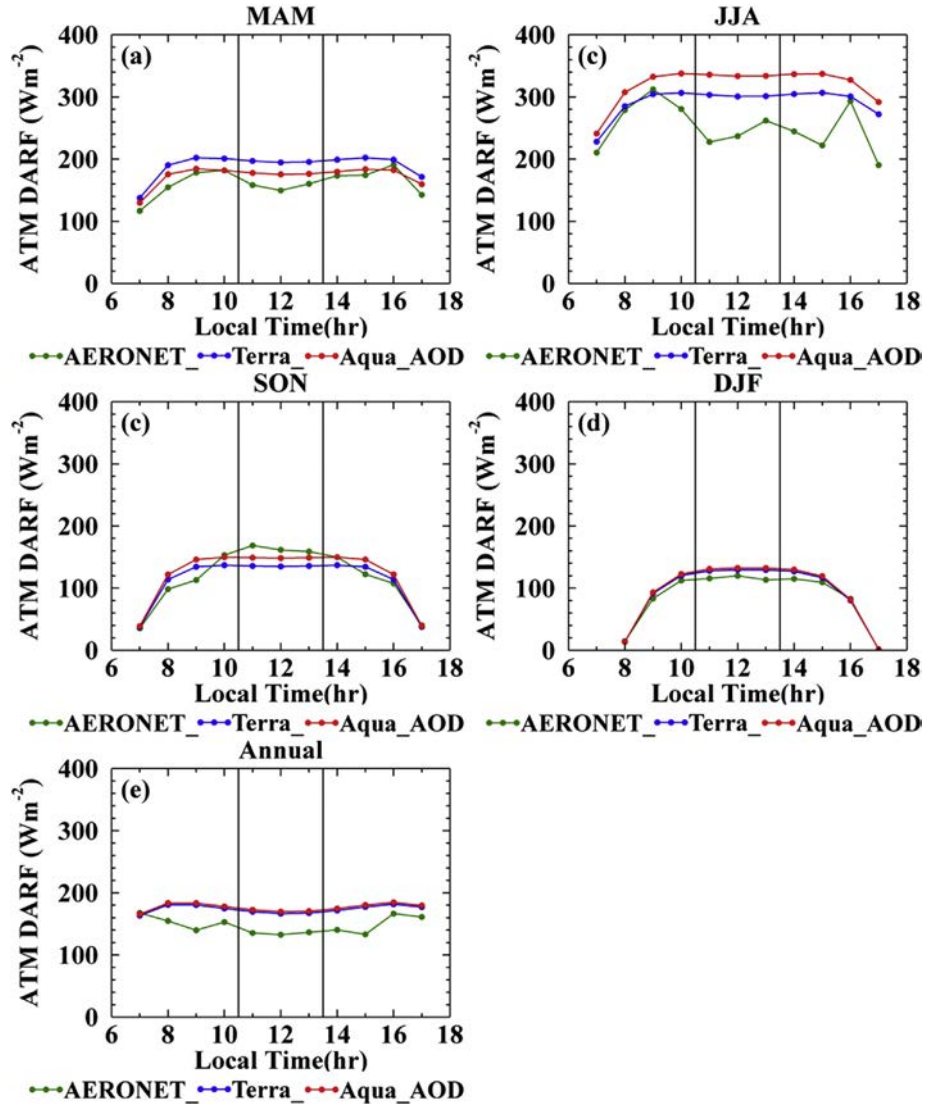 MAM
(a)
ATM DARF (Wm-2)
400
300
200
100
0
6 8 10 12 14 16 18
Local Time(hr)
AERONET_ Terra_ Aqua_AOD
JJA
(c)
ATM DARF (Wm-2)
400
300
200
100
0
6 8 10 12 14 16 18
Local Time(hr)
AERONET_ Terra_ Aqua_AOD
SON
(c)
ATM DARF (Wm-2)
400
300
200
100
0
6 8 10 12 14 16 18
Local Time(hr)
AERONET_ Terra_ Aqua_AOD
DJF
(d)
ATM DARF (Wm-2)
400
300
200
100
0
6 8 10 12 14 16 18
Local Time(hr)
AERONET_ Terra_ Aqua_AOD
Annual
(e)
ATM DARF (Wm-2)
400
300
200
100
0
6 8 10 12 14 16 18
Local Time(hr)
AERONET_ Terra_ Aqua_AOD